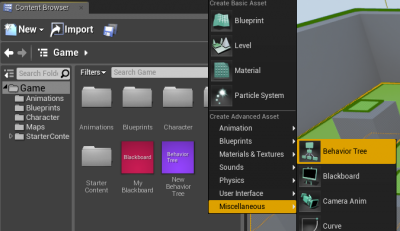 Content Browser
New
Import
Game
Search Fold
Filters
Search Game
Game
Animations
Blueprints
Character
Maps
StarterConte
Animations
Blueprints
Character
Starter Content
Blackboard
My Blackboard
Behavior Tree
New Behavior Tree
Create Basic Asset
Blueprint
Level
Material
Particle System
Create Advanced Asset
Animation
Blueprints
Materials & Textures
Sounds
Physics
User Interface
Miscellaneous
Behavior Tree
Blackboard
Camera Anim
Curve